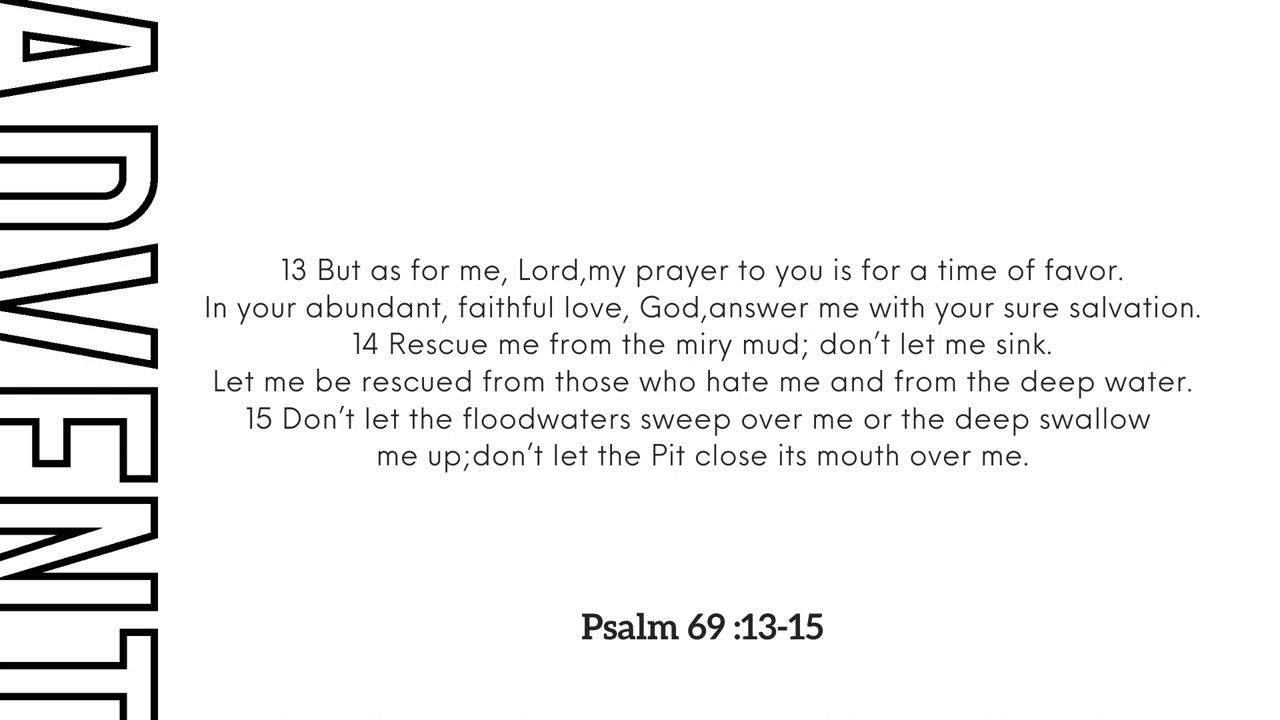 ADVENT
13 But as for me, Lord,my prayer to you is for a time of favor.
In your abundant, faithful love, God,answer me with your sure salvation.
14 Rescue me from the miry mud; don’t let me sink.
Let me be rescued from those who hate me and from the deep water.
15 Don’t let the floodwaters sweep over me or the deep swallow
me up;don’t let the Pit close its mouth over me.
Psalm 69 :13-15